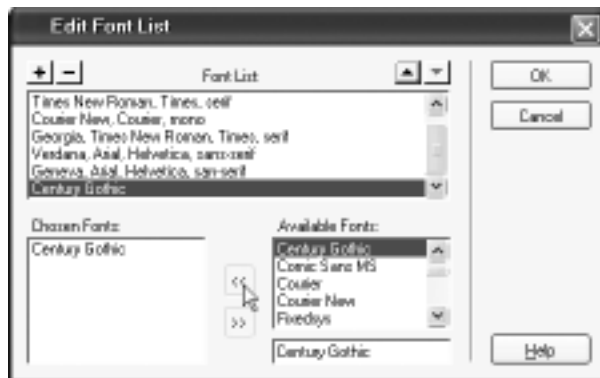 Edit Font List
+ -
Font List
OK
Times New Roman, Times, serif
Courier New, Courier, mono
Georgia, Times New Roman, Times, serif
Verdana, Arial, Helvetica, sans-serif
Geneva, Arial, Helvetica, san-serif
Century Gothic
Cancel
Chosen Fonts:
Century Gothic
<<
>>
Available Fonts:
Century Gothic
Comic Sans MS
Courier
Courier New
Fixedsys
Century Gothic
Help